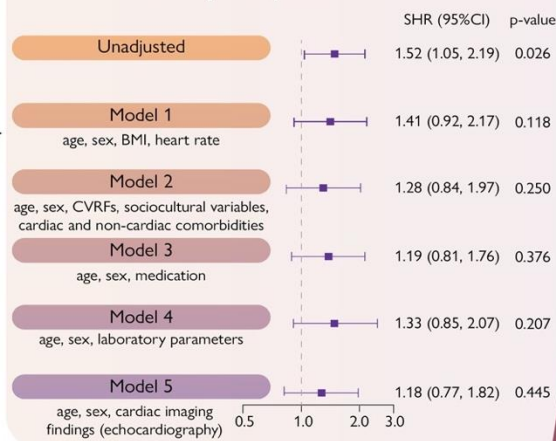 SHR (95%CI) p-value
Unadjusted 1.52 (1.05, 2.19) 0.026
Model 1 1.41 (0.92, 2.17) 0.118
age, sex, BMI, heart rate
Model 2 1.28 (0.84, 1.97) 0.250
age, sex, CVRFs, sociocultural variables,
cardiac and non-cardiac comorbidities
Model 3 1.19 (0.81, 1.76) 0.376
age, sex, medication
Model 4 1.33 (0.85, 2.07) 0.207
age, sex, laboratory parameters
Model 5 1.18 (0.77, 1.82) 0.445
age, sex, cardiac imaging
findings (echocardiography)
0.5 1.0 2.0 3.0